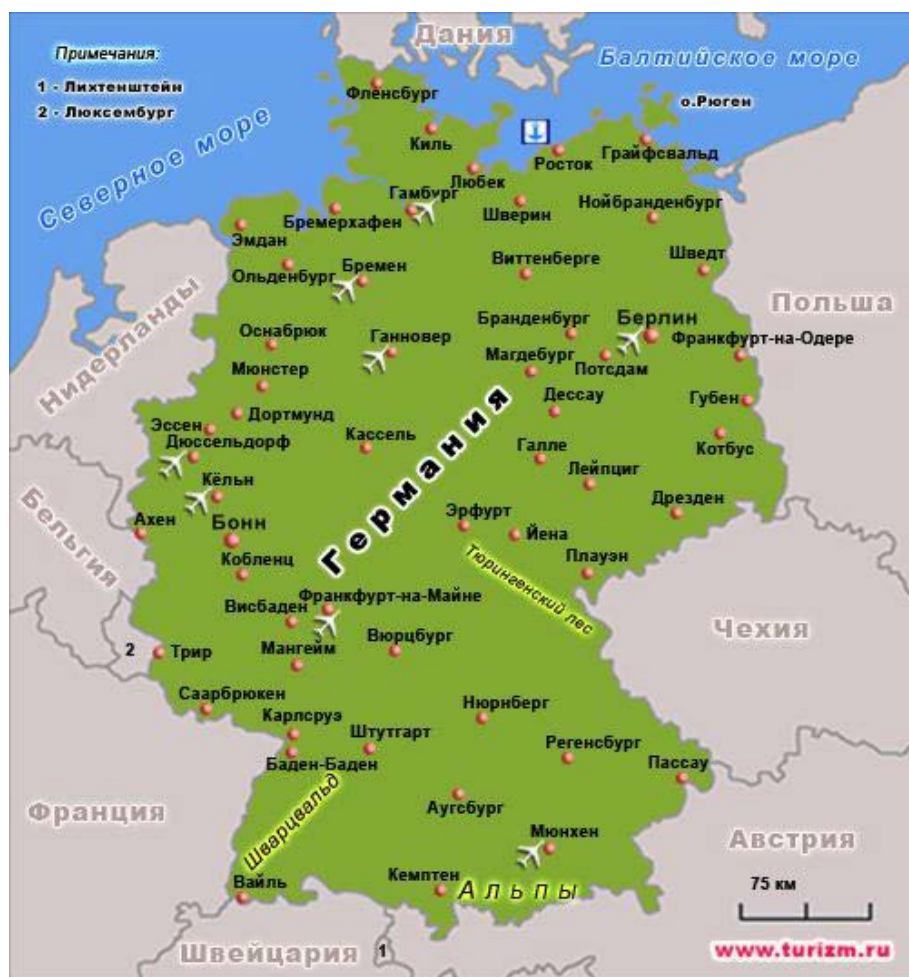 Дания
Примечания:
1 - Лихтенштейн
2 - Люксембург
Балтийское море
Северное море
Фленсбург
о.Рюген
Киль
Росток
Грайфсвальд
Любек
Гамбург
Бремерхафен
Шверин
Нойбранденбург
Эмдан
Ольденбург
Бремен
Виттенберге
Шведт
Нидерланды
Польша
Оснабрюк
Ганновер
Бранденбург
Берлин
Магдебург
Потсдам
Франкфурт-на-Одере
Мюнстер
Дессау
Губен
Дортмунд
Эссен
Дюссельдорф
Кассель
Германия
Галле
Котбус
Лейпциг
Кёльн
Бельгия
Ахен
Бонн
Эрфурт
Йена
Дрезден
Кобленц
Тюрингенский лес
Плауэн
Висбаден
Франкфурт-на-Майне
Чехия
2
Трир
Мангейм
Вюрцбург
Саарбрюкен
Карлсруэ
Штутгарт
Нюрнберг
Баден-Баден
Регенсбург
Пассау
Франция
Шварцвальд
Аугсбург
Мюнхен
Австрия
Вайль
Кемптен
Альпы
75 км
Швейцария
1
www.turizm.ru